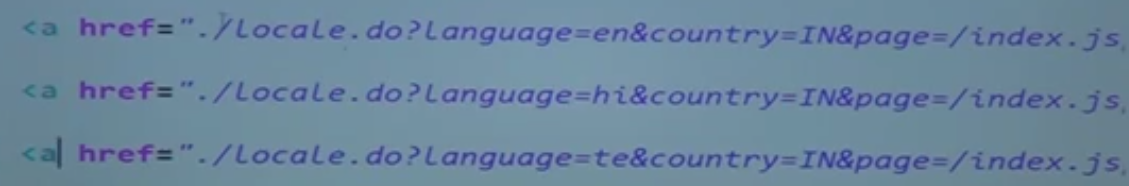 <a href="./Locale.do?language=en&country=IN&page=/index.js
<a href="./Locale.do?language=hi&country=IN&page=/index.js
<a href="./Locale.do?language=te&country=IN&page=/index.js